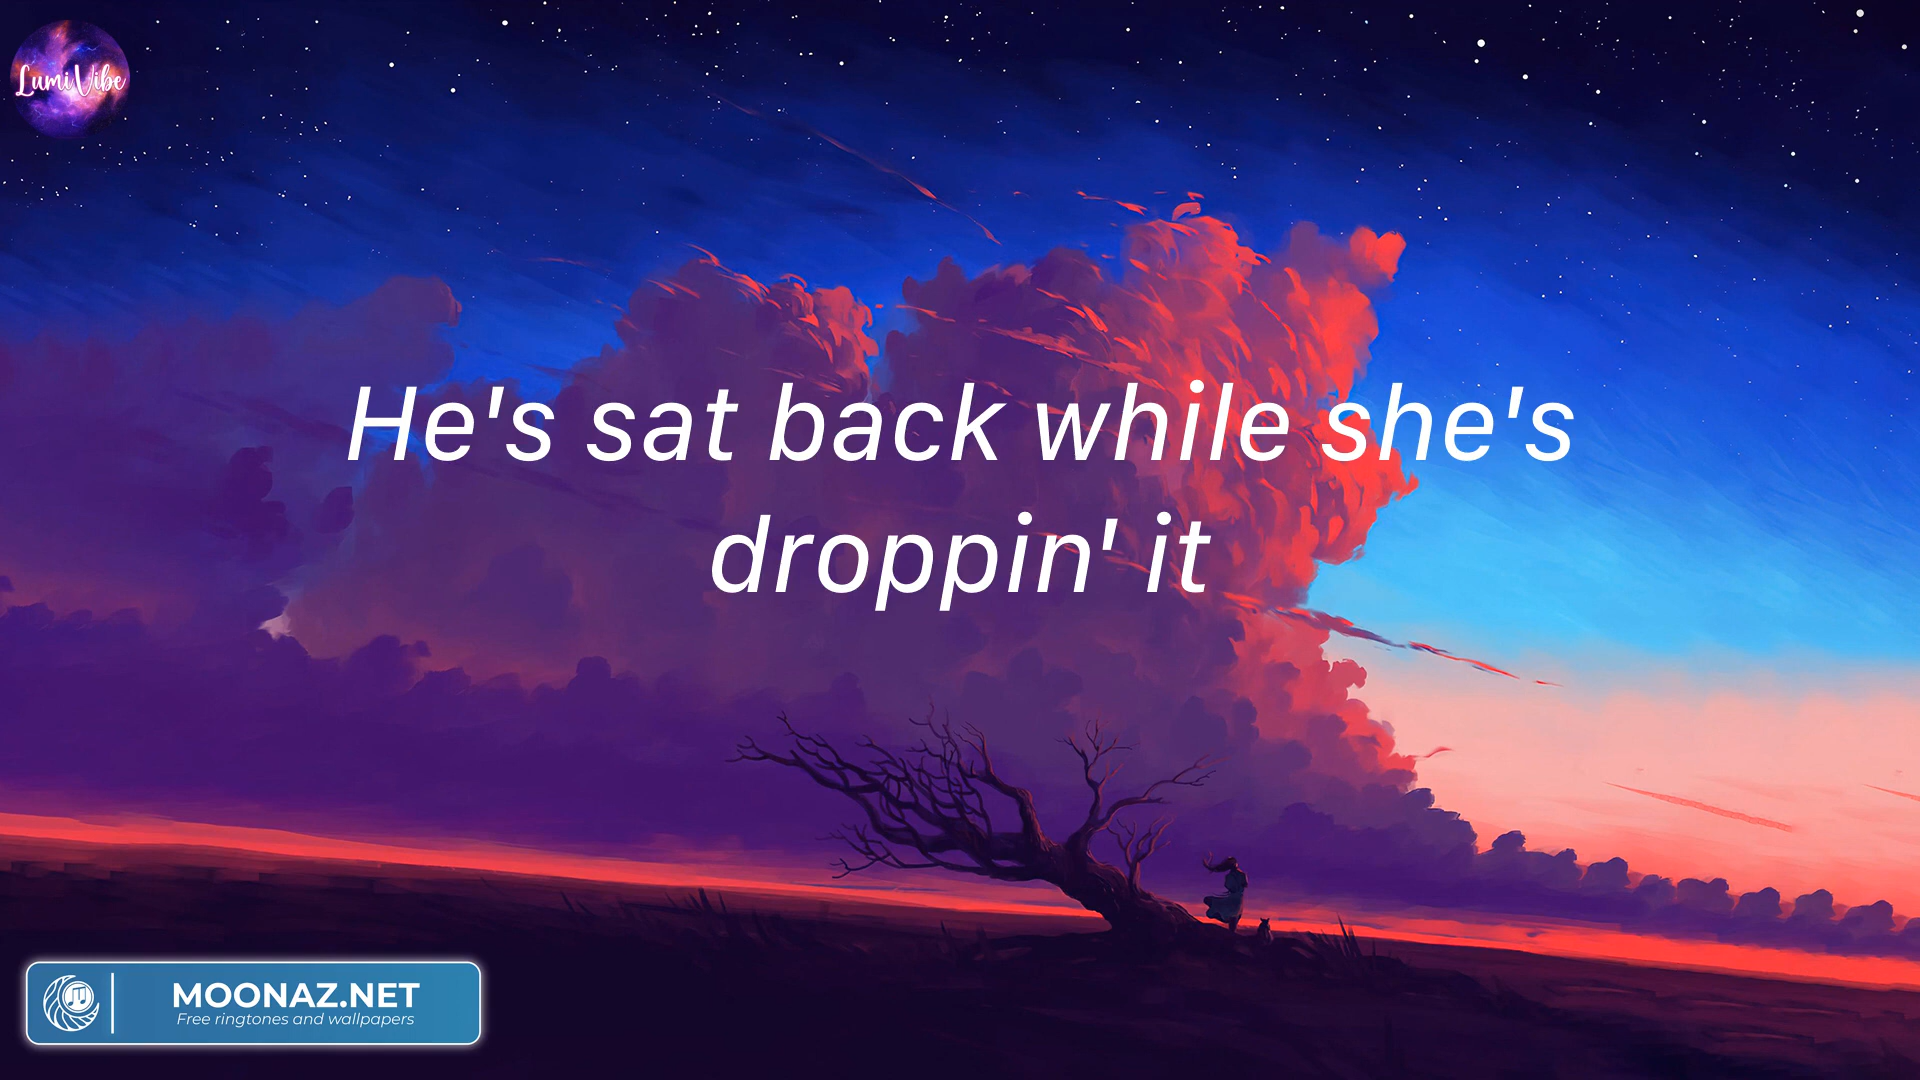 LumiVibe
He's sat back while she's
droppin' it
MOONAZ.NET
Free ringtones and wallpapers